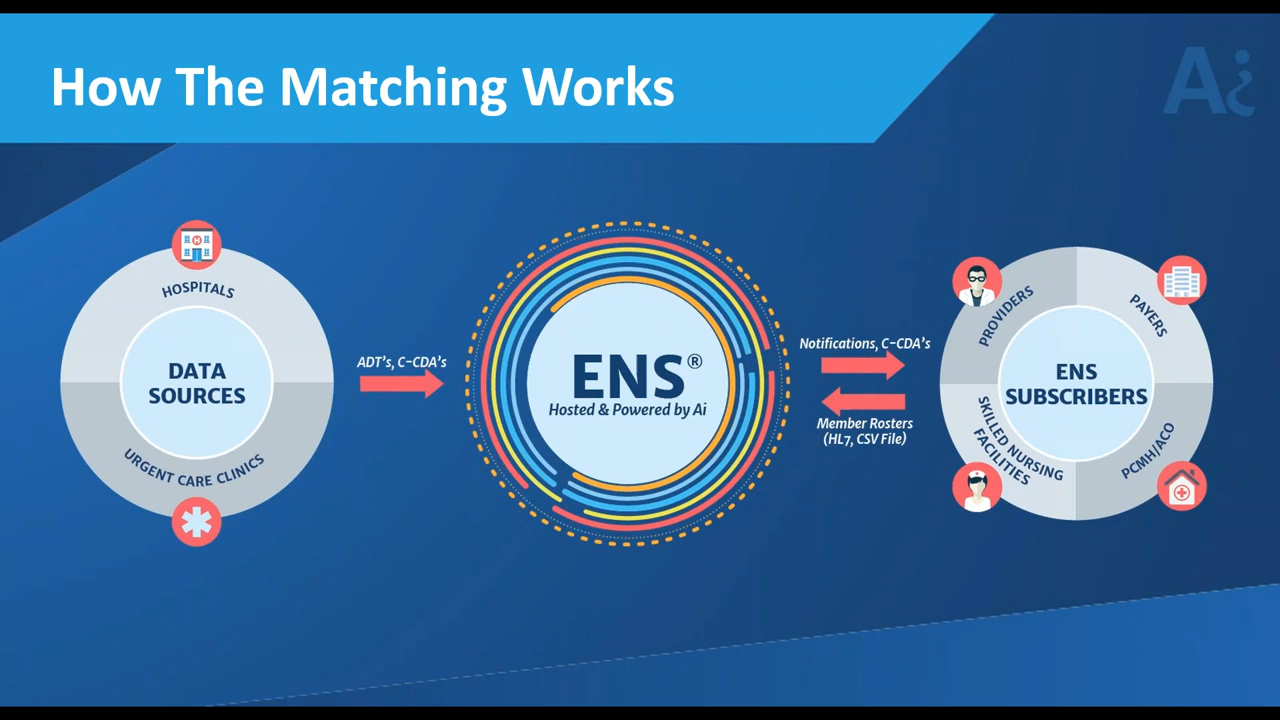 How The Matching Works
Ai
HOSPITALS
DATA
SOURCES
URGENT CARE CLINICS
ADT's, C-CDA's
ENS®
Hosted & Powered by Ai
Notifications, C-CDA's
Member Rosters
(HL7, CSV File)
PROVIDERS
PAYERS
ENS
SUBSCRIBERS
SKILLED NURSING
FACILITIES
PCMH/ACO